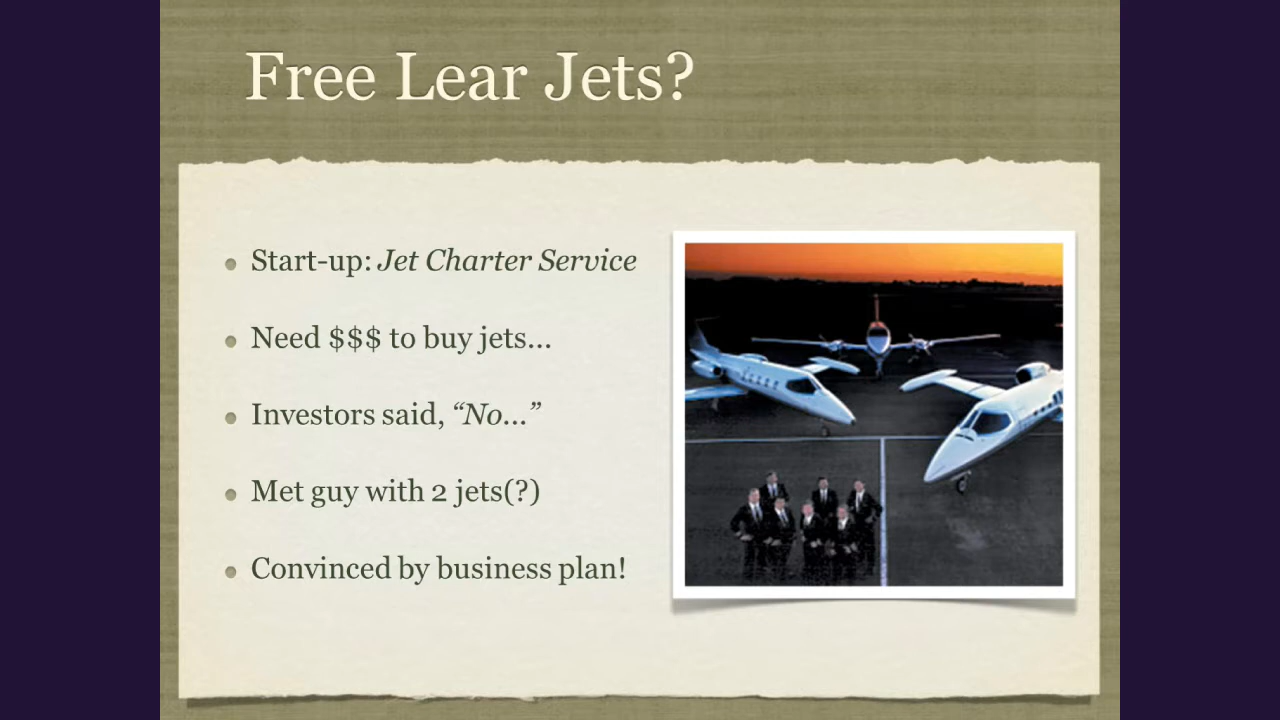 Free Lear Jets?
Start-up: Jet Charter Service
Need $$$ to buy jets...
Investors said, “No...”
Met guy with 2 jets(?)
Convinced by business plan!